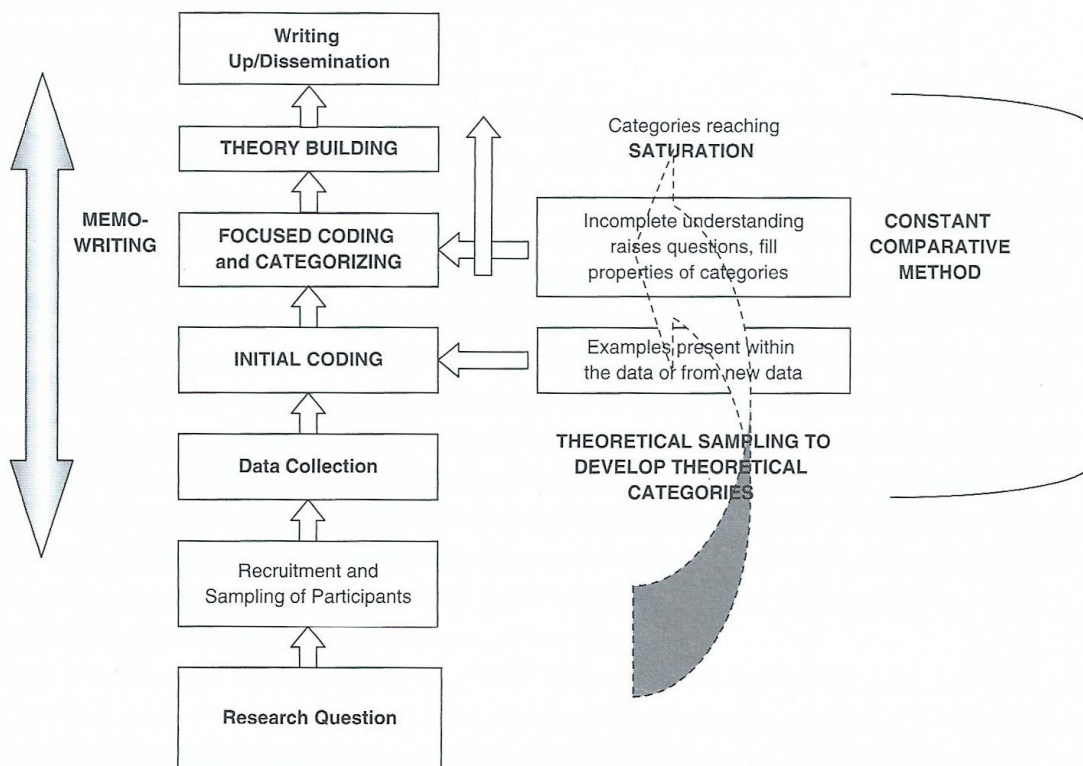 Writing
Up/Dissemination
THEORY BUILDING
Categories reaching
SATURATION
MEMO-
WRITING
FOCUSED CODING
and CATEGORIZING
Incomplete understanding
raises questions, fill
properties of categories
CONSTANT
COMPARATIVE
METHOD
INITIAL CODING
Examples present within
the data or from new data
Data Collection
THEORETICAL SAMPLING TO
DEVELOP THEORETICAL
CATEGORIES
Recruitment and
Sampling of Participants
Research Question